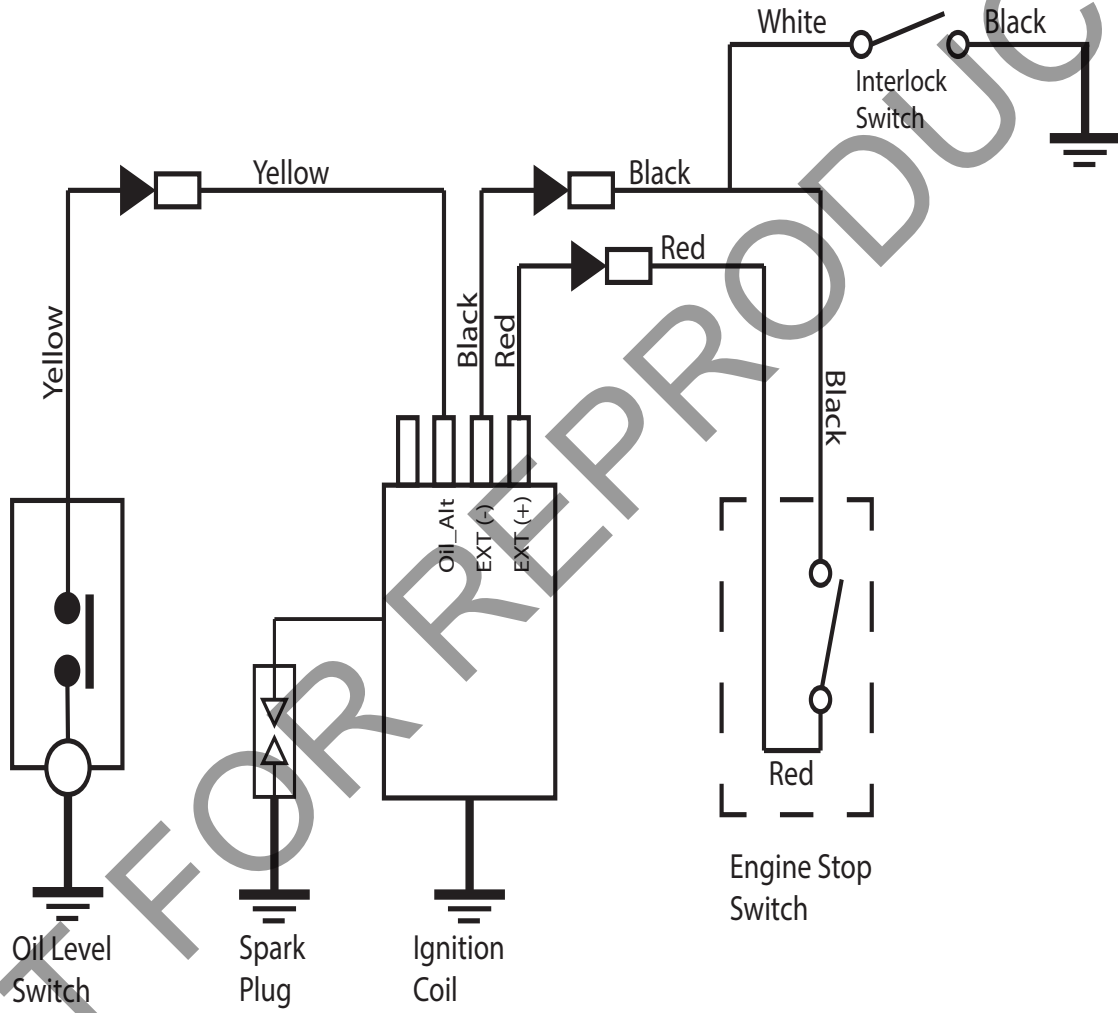 White
Black
Interlock
Switch
Yellow
Black
Red
Yellow
Black
Red
Black
Oil_Alt
EXT (-)
EXT (+)
Red
Engine Stop
Switch
Oil Level
Switch
Spark
Plug
Ignition
Coil
T FOR REPRODUC